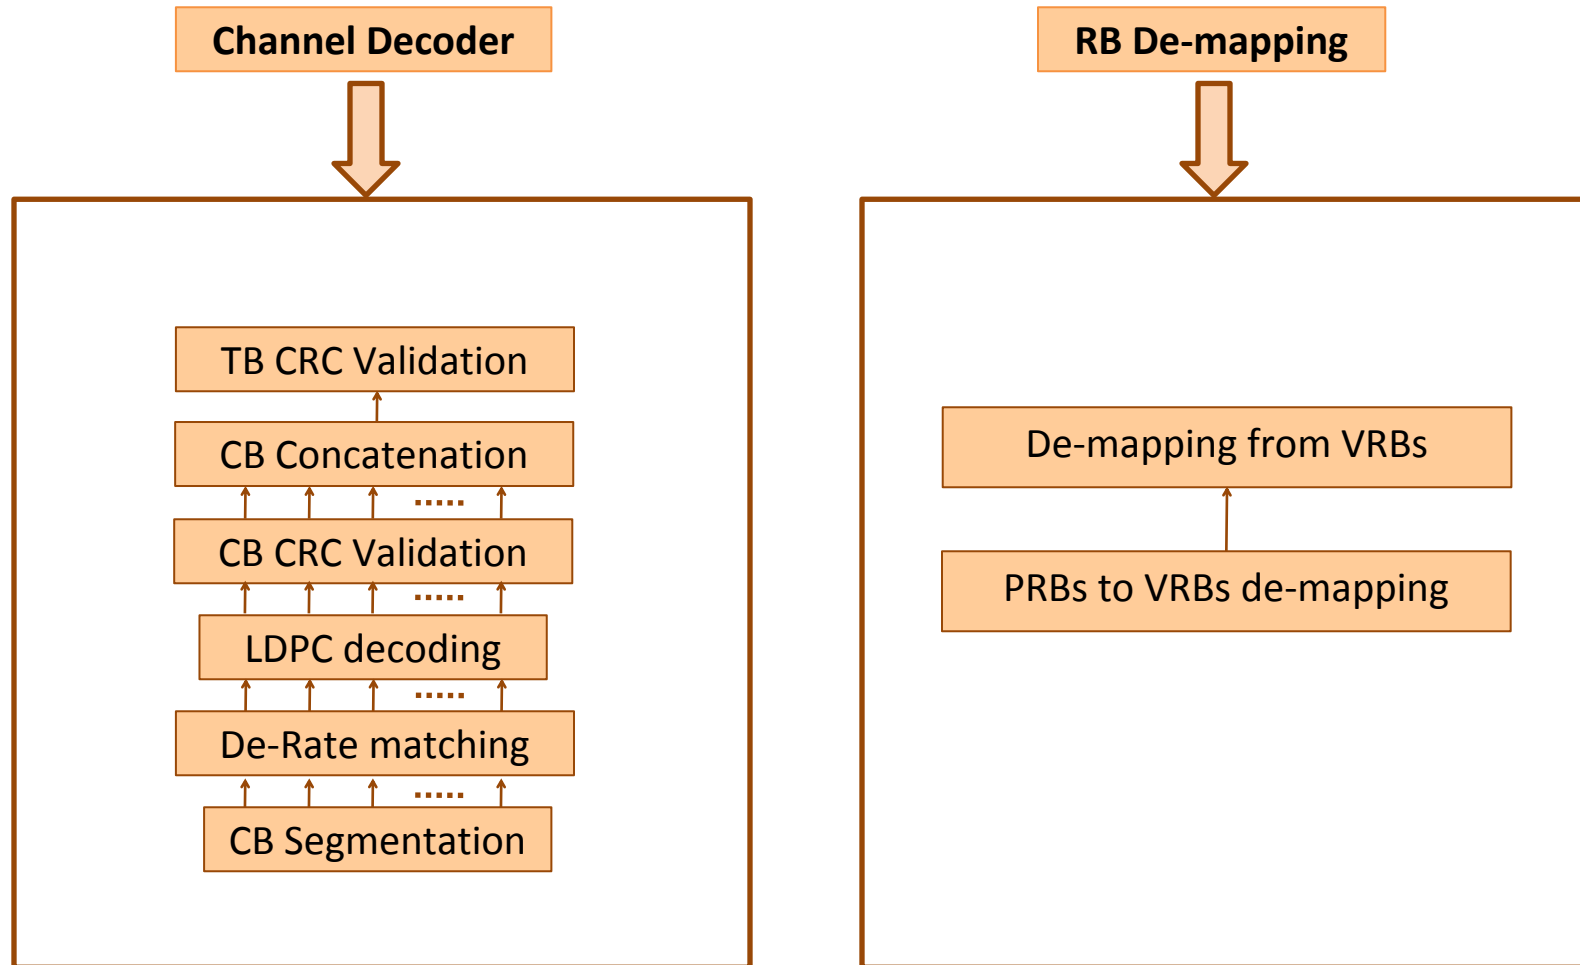 Channel Decoder
TB CRC Validation
CB Concatenation
CB CRC Validation
LDPC decoding
De-Rate matching
CB Segmentation
RB De-mapping
De-mapping from VRBs
PRBs to VRBs de-mapping